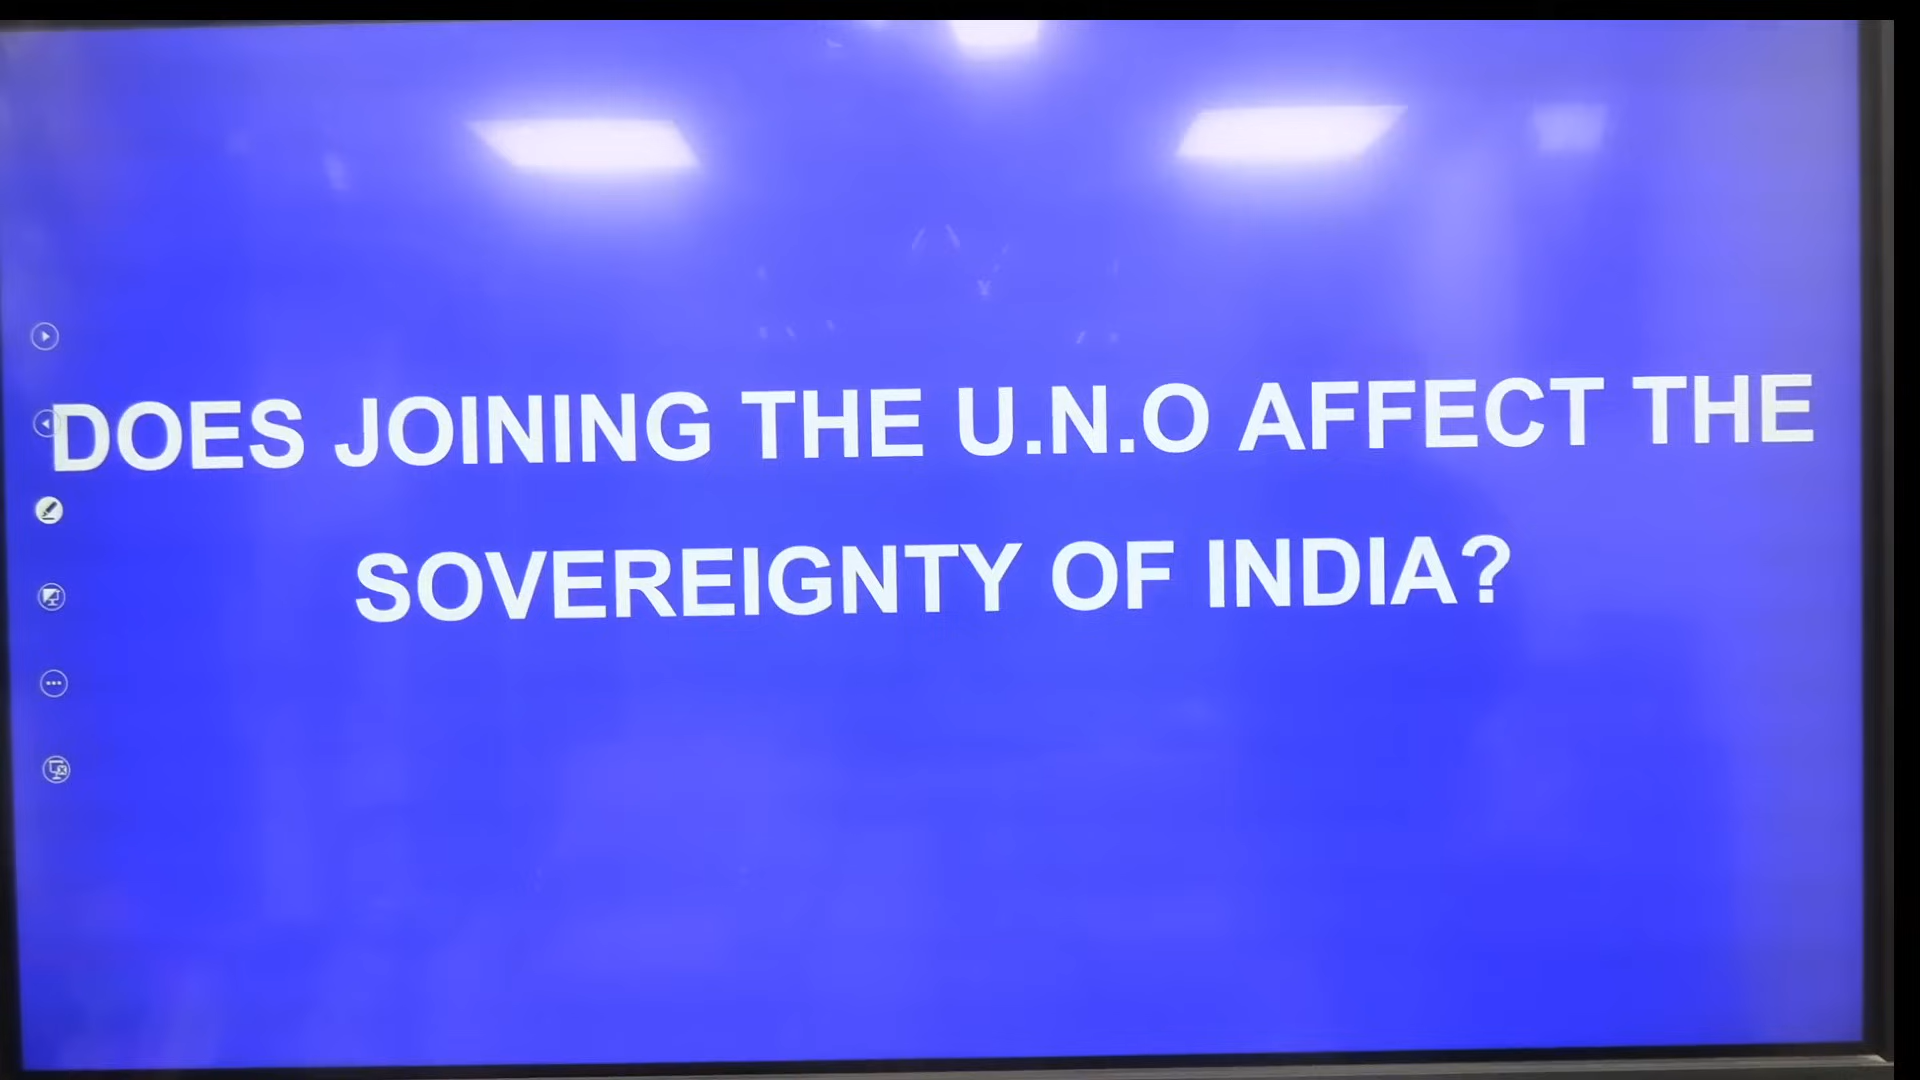 DOES JOINING THE U.N.O AFFECT THE
SOVEREIGNTY OF INDIA?